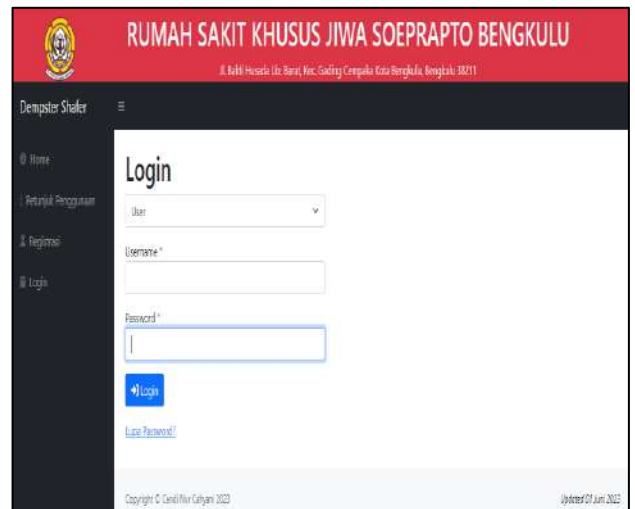 RUMAH SAKIT KHUSUS JIWA SOEPRAPTO BENGKULU
Jl. Bakti Husada Lkr. Barat, Kec. Gading Cempaka Kota Bengkulu, Bengkulu 38211
Dempster Shafer
Home
Petunjuk Penggunaan
Registrasi
Login
Login
User
Username *
Password *
Login
Lupa Password?
Copyright © Cendi Nur Cahyani 2023
Updated 01 Juni 2023